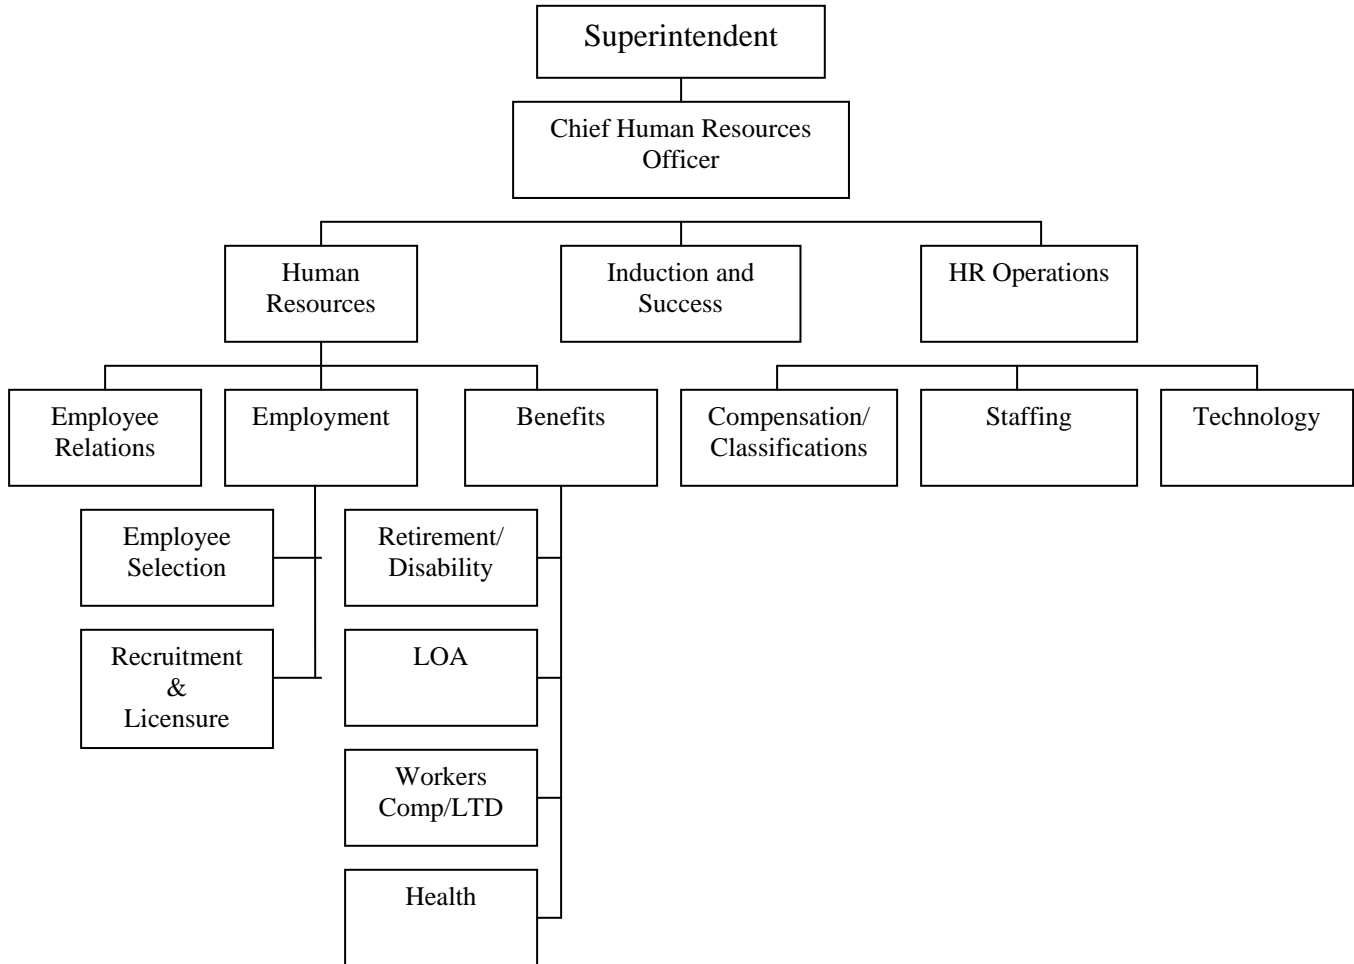 Superintendent
Chief Human Resources
Officer
Human
Resources
Induction and
Success
HR Operations
Employee
Relations
Employment
Benefits
Compensation/
Classifications
Staffing
Technology
Employee
Selection
Retirement/
Disability
Recruitment
&
Licensure
LOA
Workers
Comp/LTD
Health